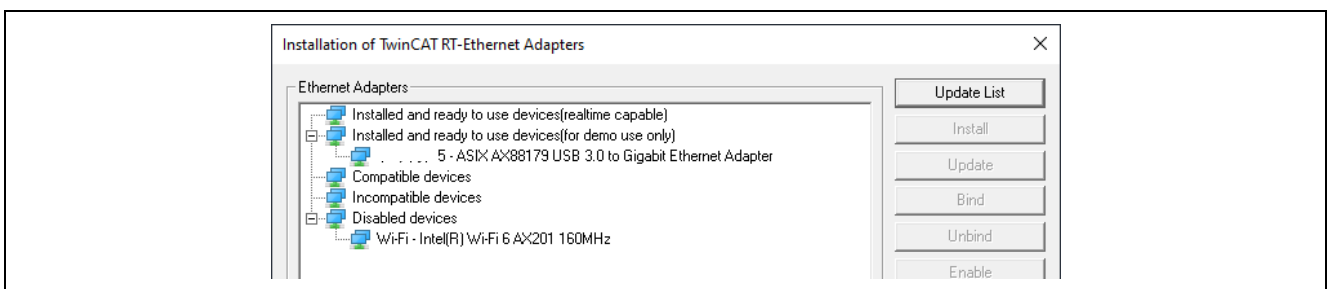 Installation of TwinCAT RT-Ethernet Adapters
Ethernet Adapters
Update List
Installed and ready to use devices(realtime capable)
Install
Installed and ready to use devices(for demo use only)
5 - ASIX AX88179 USB 3.0 to Gigabit Ethernet Adapter
Update
Compatible devices
Incompatible devices
Bind
Disabled devices
Wi-Fi - Intel(R) Wi-Fi 6 AX201 160MHz
Unbind
Enable